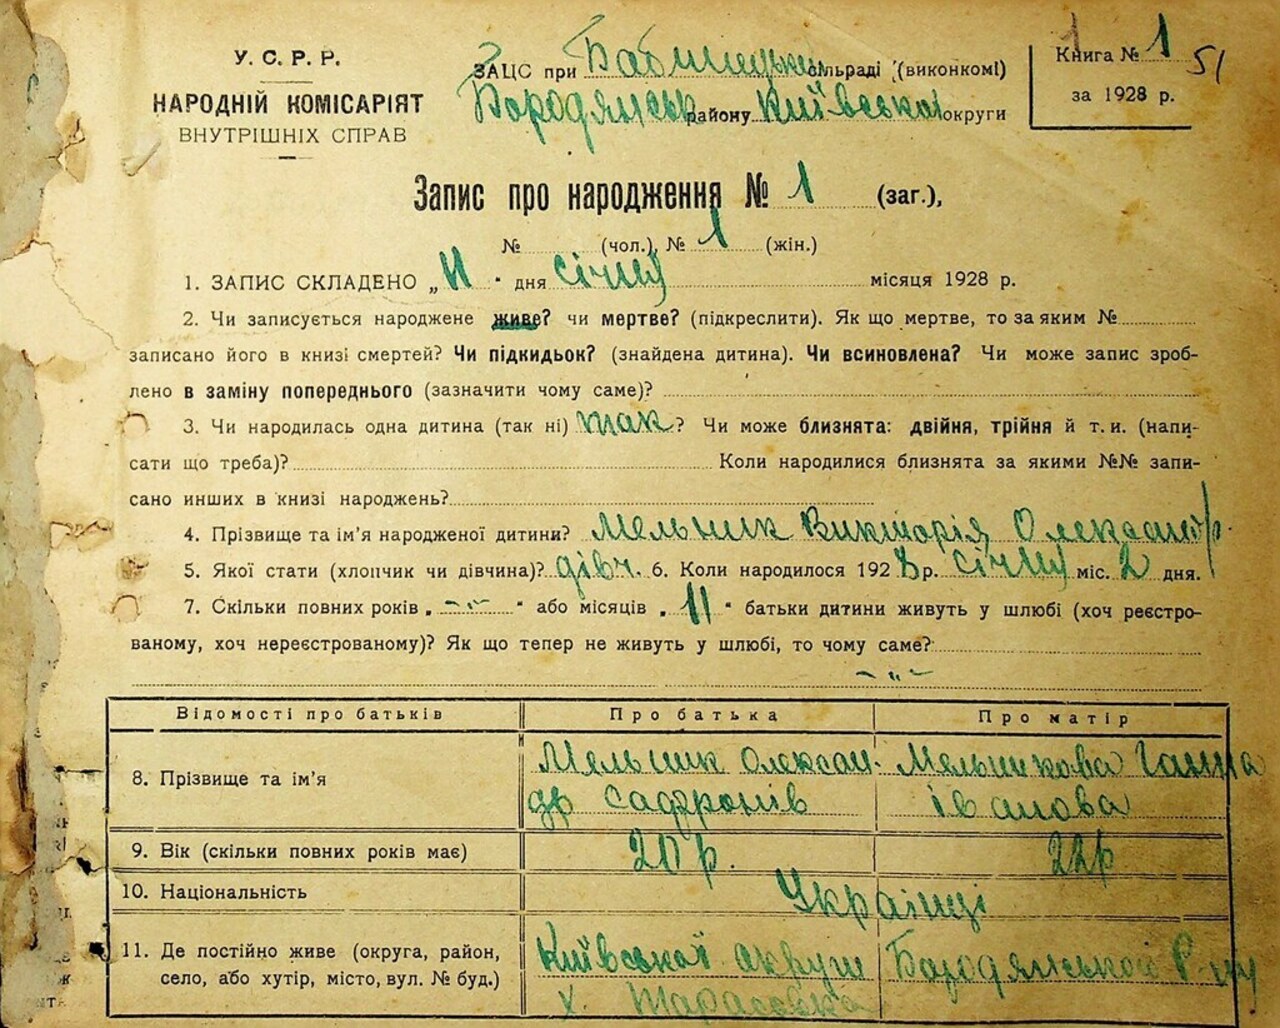 У. С. Р. Р.
НАРОДНІЙ КОМІСАРІЯТ
ВНУТРІШНІХ СПРАВ
ЗАЦС при Бабинецькій сільраді (виконкомі)
Бородянськ району Київської округи
Книга № 1 51
за 1928 р.
Запис про народження № 1 (заг.),
№ (чол.), № 1 (жін.)
1. ЗАПИС СКЛАДЕНО „11“ дня січня місяця 1928 р.
2. Чи записується народжене живе? чи мертве? (підкреслити). Як що мертве, то за яким №
записано його в книзі смертей? Чи підкидьок? (знайдена дитина). Чи всиновлена? Чи може запис зроб-
лено в заміну попереднього (зазначити чому саме)?
3. Чи народилась одна дитина (так ні) так? Чи може близнята: двійня, трійня й т. и. (напи-
сати що треба)? Коли народилися близнята за якими №№ запи-
сано инших в книзі народжень?
4. Прізвище та ім'я народженої дитини? Мельник Викторія Олександр.
5. Якої стати (хлопчик чи дівчина)? дівч. 6. Коли народилося 1928 р. січня міс. 2 дня.
7. Скільки повних років „ -"- “ або місяців „ 11 “ батьки дитини живуть у шлюбі (хоч реєстро-
ваному, хоч нереєстрованому)? Як що тепер не живуть у шлюбі, то чому саме?
-"-
Відомості про батьків Про батька Про матір
8. Прізвище та ім'я Мельник Олексан- Мельникова Ганна
др Садронів Іванова
9. Вік (скільки повних років має) 20 р. 22 р
10. Національність Українці
11. Де постійно живе (округа, район, Київської округи Бородянського р-ну
село, або хутір, місто, вул. № буд.) х. Тарасовка